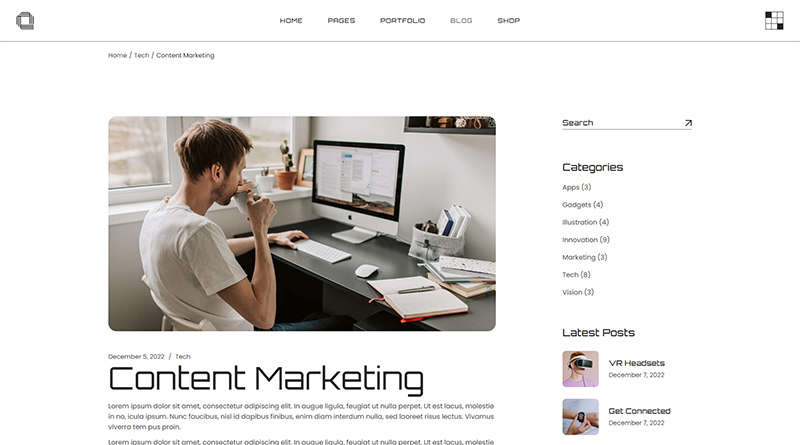 HOME PAGES PORTFOLIO BLOG SHOP
Home / Tech / Content Marketing
Search
Categories
Apps (3)
Gadgets (4)
Illustration (4)
Innovation (9)
Marketing (3)
Tech (8)
Vision (3)
Latest Posts
VR Headsets
December 7, 2022
Get Connected
December 7, 2022
December 5, 2022 / Tech
Content Marketing
Lorem ipsum dolor sit amet, consectetur adipiscing elit. In augue ligula, feugiat ut nulla perpet. Ut est lacus, molestie
in no, icula ipsum. Nunc faucibus, nisl id dapibus finibus, enim diam interdum nulla, sed laoreet risus lectus. Vivamus
viverra tem pus proin.
Lorem ipsum dolor sit amet, consectetur adipiscing elit. In augue ligula, feugiat ut nulla perpet. Ut est lacus, molestie